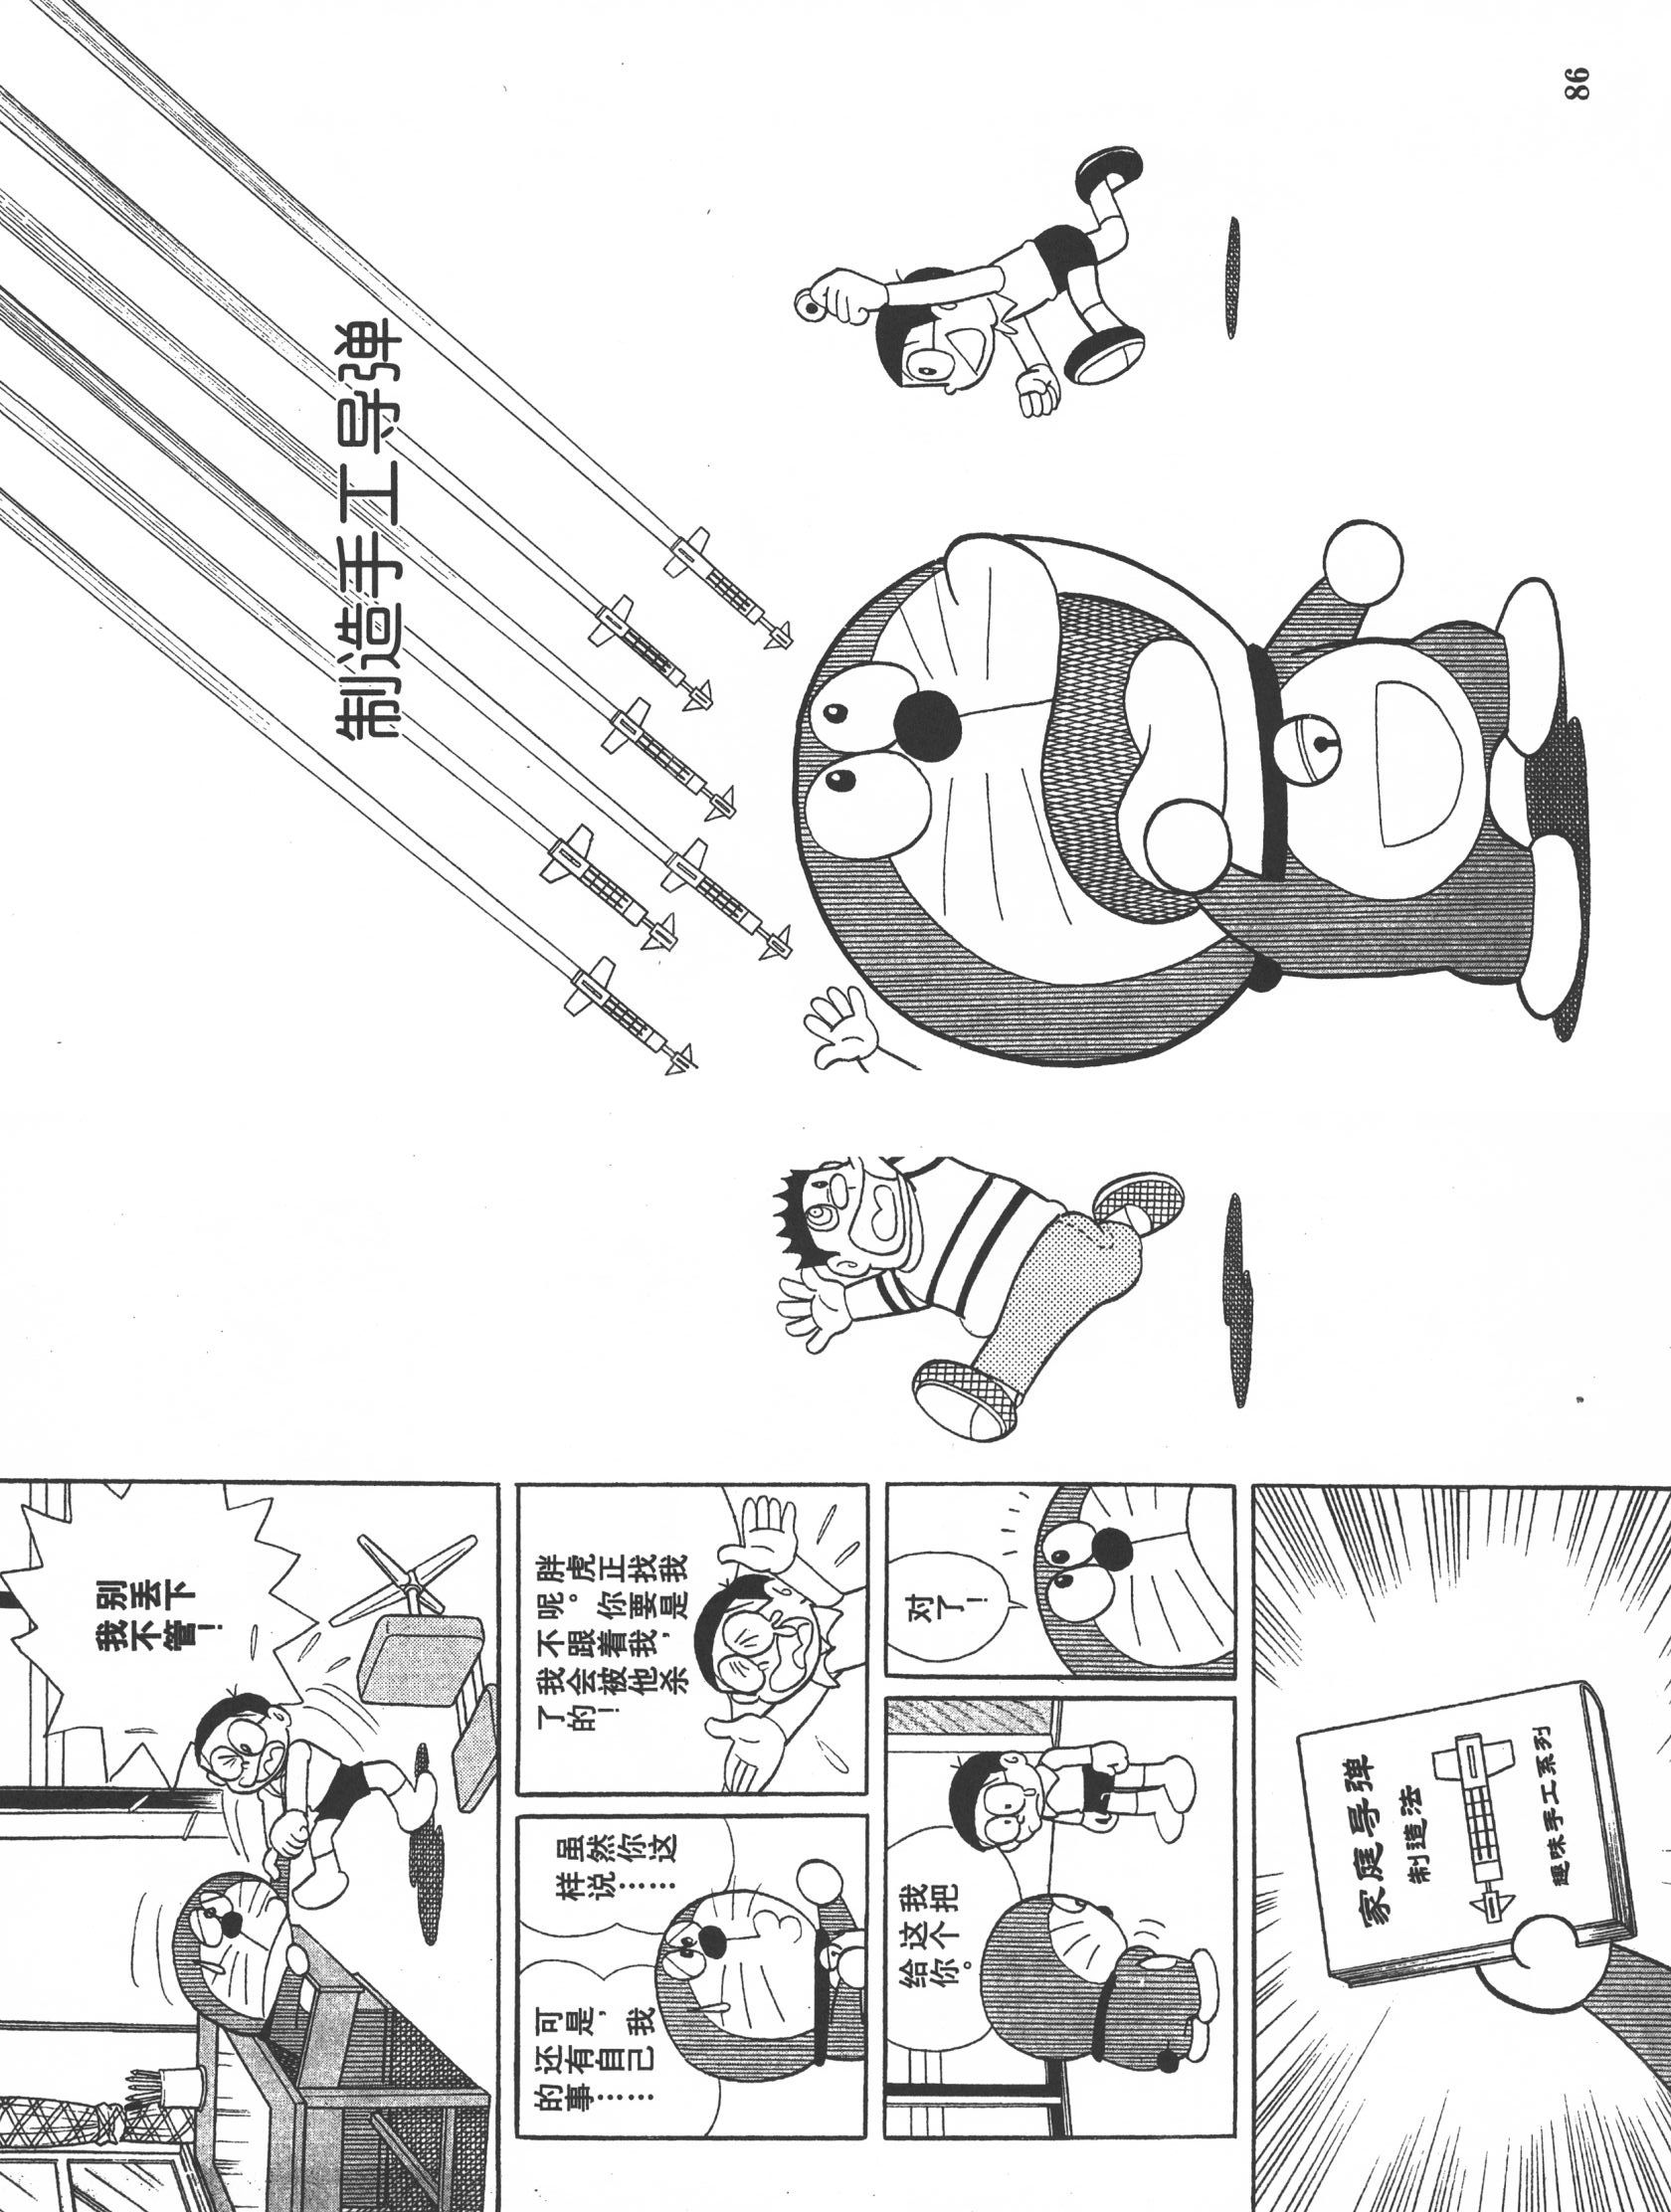 制造手工导弹
86
别丢下
我不管！
胖虎正找我
呢。你要是
不跟着我，
我会被他杀
了的！
虽然你这
样说……
可是，我
还有自己
的事……
对
了！
我把
这个
给你。
家庭导弹
制造法
趣味手工系列